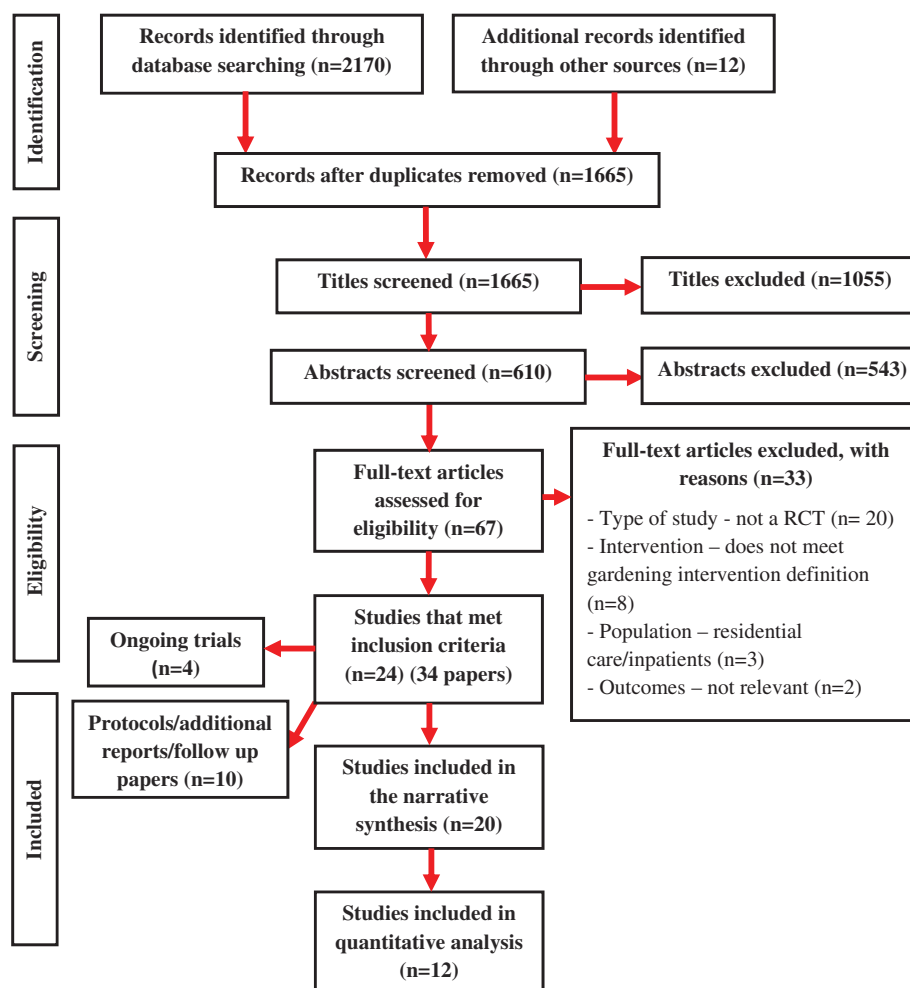 Identification
Records identified through
database searching (n=2170)
Additional records identified
through other sources (n=12)
Records after duplicates removed (n=1665)
Screening
Titles screened (n=1665)
Titles excluded (n=1055)
Abstracts screened (n=610)
Abstracts excluded (n=543)
Eligibility
Full-text articles
assessed for
eligibility (n=67)
Full-text articles excluded, with
reasons (n=33)
- Type of study - not a RCT (n= 20)
- Intervention – does not meet
gardening intervention definition
(n=8)
- Population – residential
care/inpatients (n=3)
- Outcomes – not relevant (n=2)
Studies that met
inclusion criteria
(n=24) (34 papers)
Ongoing trials
(n=4)
Included
Protocols/additional
reports/follow up
papers (n=10)
Studies included in
the narrative
synthesis (n=20)
Studies included in
quantitative analysis
(n=12)